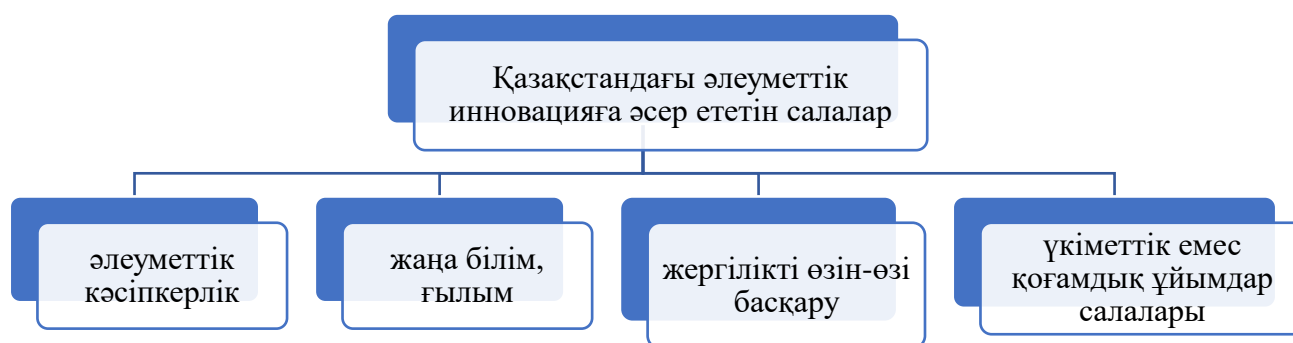 Қазақстандағы әлеуметтік
инновацияға әсер ететін салалар
әлеуметтік
кәсіпкерлік
жаңа білім,
ғылым
жергілікті өзін-өзі
басқару
үкіметтік емес
қоғамдық ұйымдар
салалары